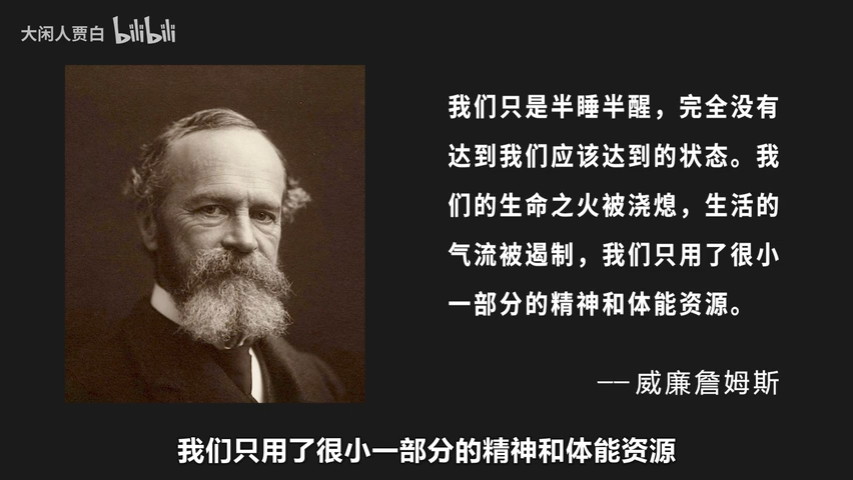 大闲人贾白 bilibili
我们只是半睡半醒，完全没有
达到我们应该达到的状态。我
们的生命之火被浇熄，生活的
气流被遏制，我们只用了很小
一部分的精神和体能资源。
—— 威廉詹姆斯
我们只用了很小一部分的精神和体能资源